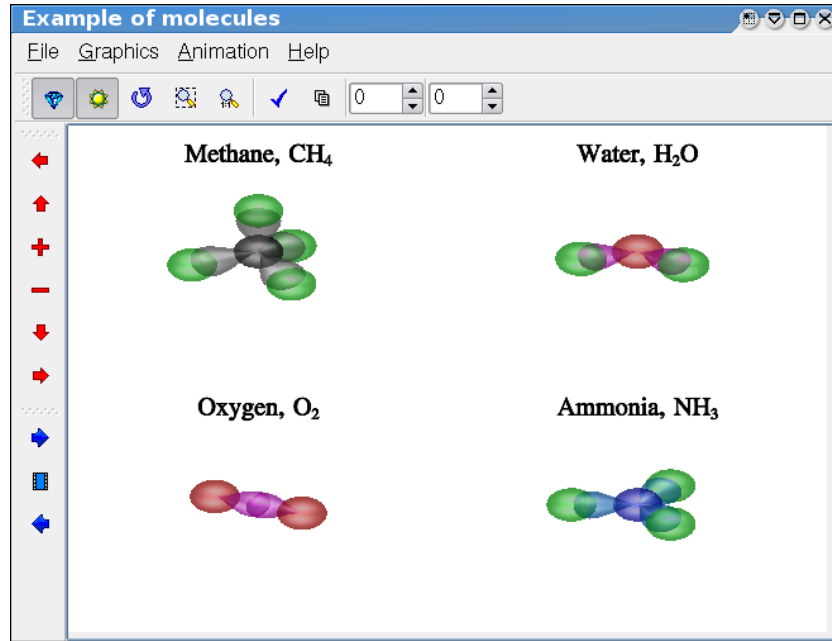 Example of molecules
File Graphics Animation Help
0 0
Methane, CH₄ Water, H₂O
Oxygen, O₂ Ammonia, NH₃